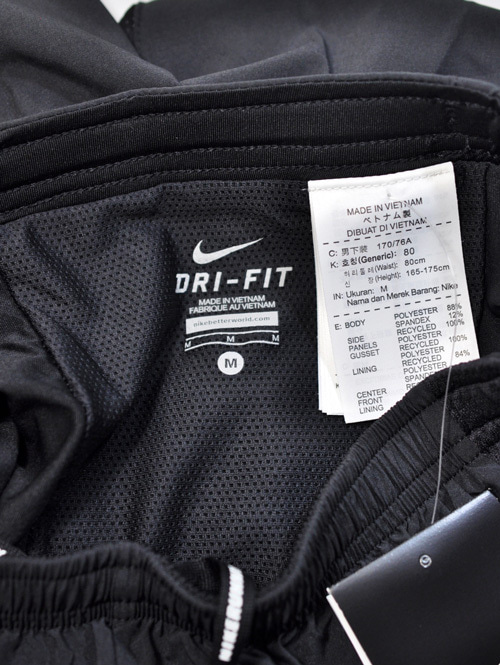 DRI-FIT
MADE IN VIETNAM
FABRIQUE AU VIETNAM
nikebetterworld.com
M M M
M
MADE IN VIETNAM
ベトナム製
DIBUAT DI VIETNAM
C: 男下装 170/76A
K: 호칭(Generic): 80
허리둘레(Waist): 80cm
신 장(Height): 165-175cm
IN: Ukuran: M
Nama dan Merek Barang: Nike
E: BODY POLYESTER 88%
SPANDEX 12%
SIDE RECYCLED 100%
PANELS POLYESTER
GUSSET RECYCLED 100%
POLYESTER
LINING RECYCLED 84%
POLYESTER
CENTER
FRONT
LINING